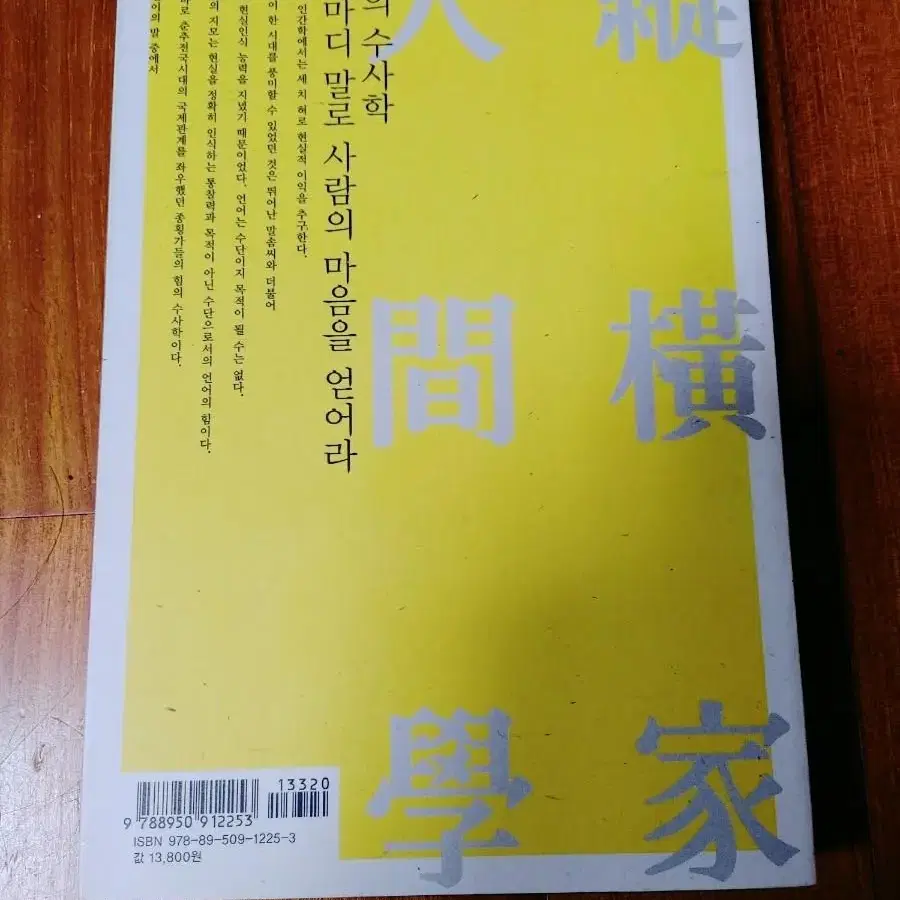 縱橫家
人間學
의 수사학
마디 말로 사람의 마음을 얻어라
인간학에서는 세 치 혀로 현실적 이익을 추구한다.
이 한 시대를 풍미할 수 있었던 것은 뛰어난 말솜씨와 더불어
현실인식 능력을 지녔기 때문이었다. 언어는 수단이지 목적이 될 수는 없다.
의 지모는 현실을 정확히 인식하는 통찰력과 목적이 아닌 수단으로서의 언어의 힘이다.
바로 춘추전국시대의 국제관계를 좌우했던 종횡가들의 힘의 수사학이다.
이의 말 중에서
13320
9 788950 912253
ISBN 978-89-509-1225-3
값 13,800원